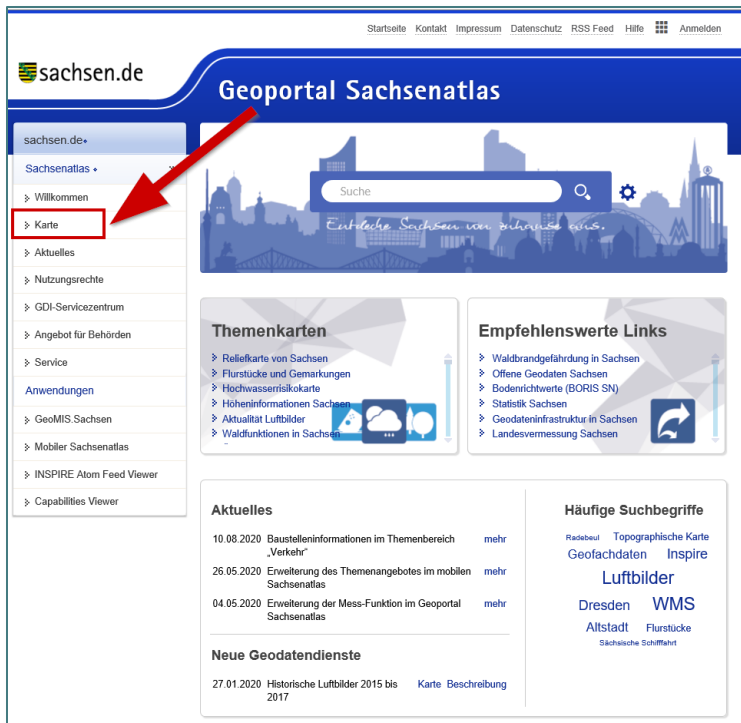 Startseite Kontakt Impressum Datenschutz RSS Feed Hilfe Anmelden
sachsen.de
Geoportal Sachsenatlas
sachsen.de
Sachsenatlas
Willkommen
Karte
Aktuelles
Nutzungsrechte
GDI-Servicezentrum
Angebot für Behörden
Service
Anwendungen
GeoMIS.Sachsen
Mobiler Sachsenatlas
INSPIRE Atom Feed Viewer
Capabilities Viewer
Suche
Entdecke Sachsen von zuhause aus.
Themenkarten
Reliefkarte von Sachsen
Flurstücke und Gemarkungen
Hochwasserrisikokarte
Höheninformationen Sachsen
Aktualität Luftbilder
Waldfunktionen in Sachsen
Empfehlenswerte Links
Waldbrandgefährdung in Sachsen
Offene Geodaten Sachsen
Bodenrichtwerte (BORIS SN)
Statistik Sachsen
Geodateninfrastruktur in Sachsen
Landesvermessung Sachsen
Aktuelles
10.08.2020 Baustelleninformationen im Themenbereich mehr
„Verkehr“
26.05.2020 Erweiterung des Themenangebotes im mobilen mehr
Sachsenatlas
04.05.2020 Erweiterung der Mess-Funktion im Geoportal mehr
Sachsenatlas
Neue Geodatendienste
27.01.2020 Historische Luftbilder 2015 bis Karte Beschreibung
2017
Häufige Suchbegriffe
Radebeul Topographische Karte
Geofachdaten Inspire
Luftbilder
Dresden WMS
Altstadt Flurstücke
Sächsische Schifffahrt